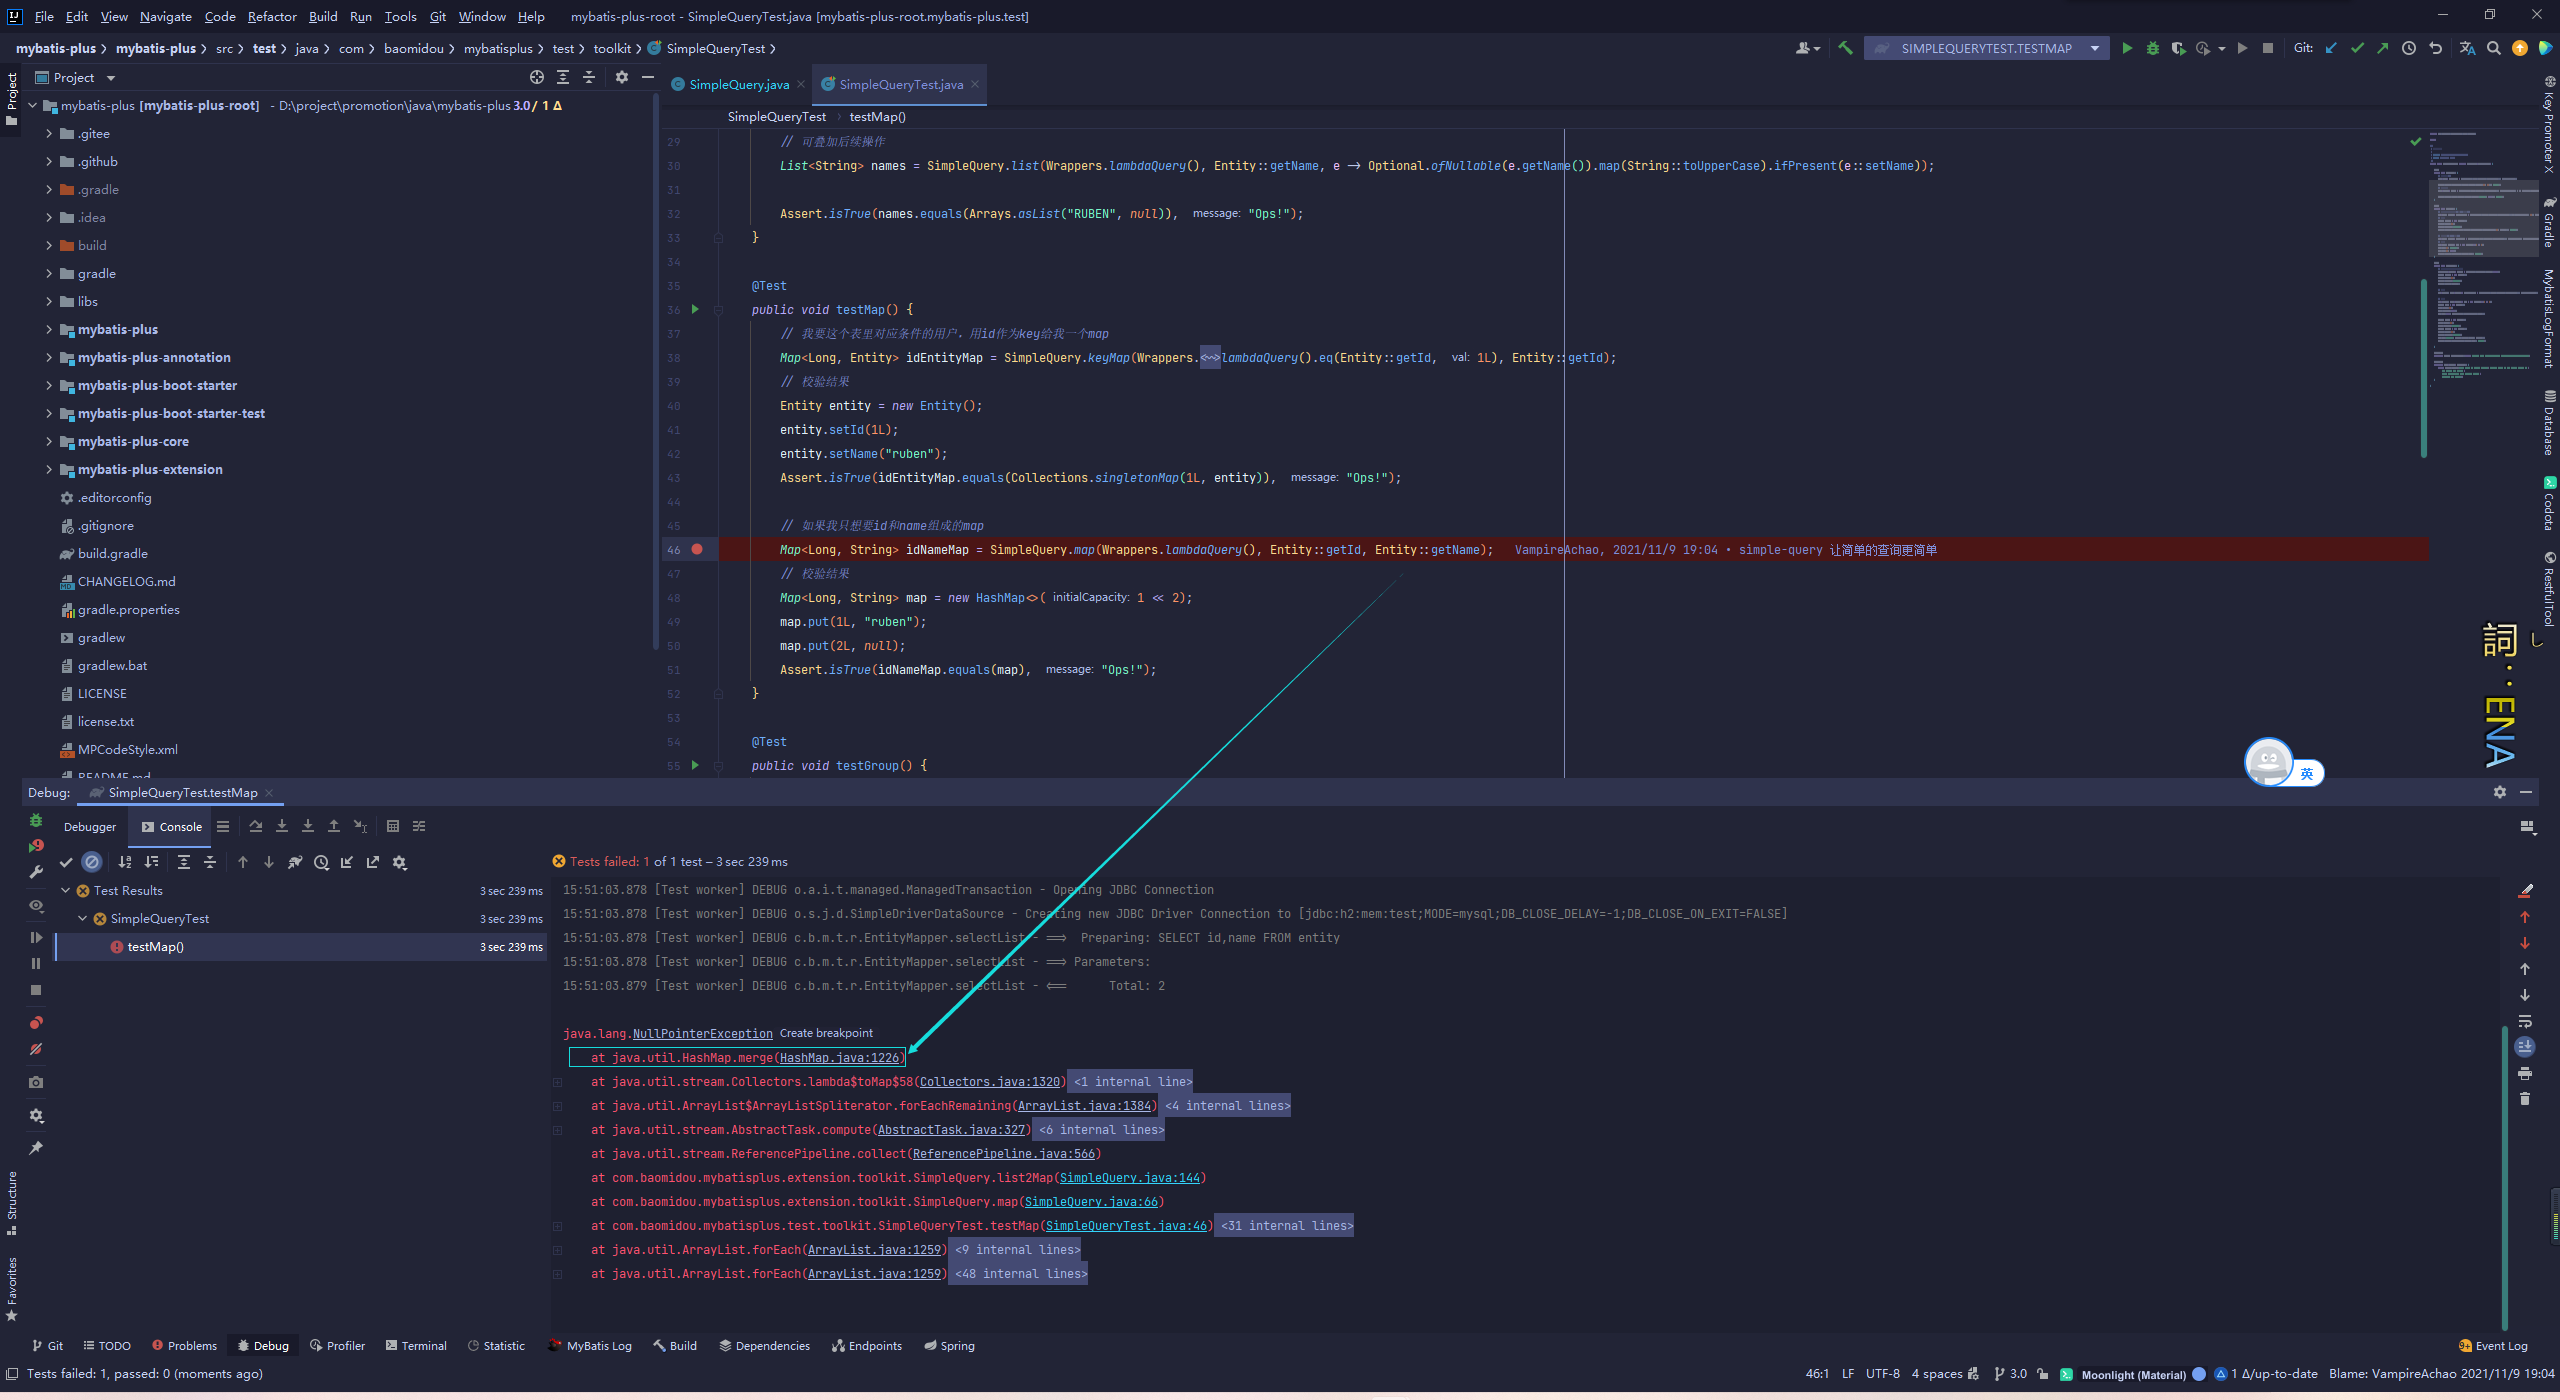 File Edit View Navigate Code Refactor Build Run Tools Git Window Help mybatis-plus-root - SimpleQueryTest.java [mybatis-plus-root.mybatis-plus.test]
mybatis-plus mybatis-plus src test java com baomidou mybatisplus test toolkit SimpleQueryTest SIMPLEQUERYTEST.TESTMAP Git:
Project
SimpleQuery.java SimpleQueryTest.java
mybatis-plus [mybatis-plus-root] - D:\project\promotion\java\mybatis-plus 3.0 / 1 Δ
.gitee
.github
.gradle
.idea
build
gradle
libs
mybatis-plus
mybatis-plus-annotation
mybatis-plus-boot-starter
mybatis-plus-boot-starter-test
mybatis-plus-core
mybatis-plus-extension
.editorconfig
.gitignore
build.gradle
CHANGELOG.md
gradle.properties
gradlew
gradlew.bat
LICENSE
license.txt
MPCodeStyle.xml
README.md
Project
Structure
Favorites
SimpleQueryTest testMap()
29 // 可叠加后续操作
30 List<String> names = SimpleQuery.list(Wrappers.lambdaQuery(), Entity::getName, e -> Optional.ofNullable(e.getName()).map(String::toUpperCase).ifPresent(e::setName));
31
32 Assert.isTrue(names.equals(Arrays.asList("RUBEN", null)), message: "Ops!");
33 }
34
35 @Test
36 public void testMap() {
37 // 我要这个表里对应条件的用户，用id作为key给我一个map
38 Map<Long, Entity> idEntityMap = SimpleQuery.keyMap(Wrappers.<~>lambdaQuery().eq(Entity::getId, val: 1L), Entity::getId);
39 // 校验结果
40 Entity entity = new Entity();
41 entity.setId(1L);
42 entity.setName("ruben");
43 Assert.isTrue(idEntityMap.equals(Collections.singletonMap(1L, entity)), message: "Ops!");
44
45 // 如果我只想要id和name组成的map
46 Map<Long, String> idNameMap = SimpleQuery.map(Wrappers.lambdaQuery(), Entity::getId, Entity::getName); VampireAchao, 2021/11/9 19:04 • simple-query 让简单的查询更简单
47 // 校验结果
48 Map<Long, String> map = new HashMap<>( initialCapacity: 1 << 2);
49 map.put(1L, "ruben");
50 map.put(2L, null);
51 Assert.isTrue(idNameMap.equals(map), message: "Ops!");
52 }
53
54 @Test
55 public void testGroup() {
Key Promoter X
Gradle
MybatisLogFormat
Database
Codota
RestfulTool
詞：ENA
し
英
Debug: SimpleQueryTest.testMap
Debugger Console
Tests failed: 1 of 1 test – 3 sec 239 ms
Test Results 3 sec 239 ms
SimpleQueryTest 3 sec 239 ms
testMap() 3 sec 239 ms
15:51:03.878 [Test worker] DEBUG o.a.i.t.managed.ManagedTransaction - Opening JDBC Connection
15:51:03.878 [Test worker] DEBUG o.s.j.d.SimpleDriverDataSource - Creating new JDBC Driver Connection to [jdbc:h2:mem:test;MODE=mysql;DB_CLOSE_DELAY=-1;DB_CLOSE_ON_EXIT=FALSE]
15:51:03.878 [Test worker] DEBUG c.b.m.t.r.EntityMapper.selectList - ==> Preparing: SELECT id,name FROM entity
15:51:03.878 [Test worker] DEBUG c.b.m.t.r.EntityMapper.selectList - ==> Parameters:
15:51:03.879 [Test worker] DEBUG c.b.m.t.r.EntityMapper.selectList - <== Total: 2
java.lang.NullPointerException Create breakpoint
at java.util.HashMap.merge(HashMap.java:1226)
at java.util.stream.Collectors.lambda$toMap$58(Collectors.java:1320) <1 internal line>
at java.util.ArrayList$ArrayListSpliterator.forEachRemaining(ArrayList.java:1384) <4 internal lines>
at java.util.stream.AbstractTask.compute(AbstractTask.java:327) <6 internal lines>
at java.util.stream.ReferencePipeline.collect(ReferencePipeline.java:566)
at com.baomidou.mybatisplus.extension.toolkit.SimpleQuery.list2Map(SimpleQuery.java:144)
at com.baomidou.mybatisplus.extension.toolkit.SimpleQuery.map(SimpleQuery.java:66)
at com.baomidou.mybatisplus.test.toolkit.SimpleQueryTest.testMap(SimpleQueryTest.java:46) <31 internal lines>
at java.util.ArrayList.forEach(ArrayList.java:1259) <9 internal lines>
at java.util.ArrayList.forEach(ArrayList.java:1259) <48 internal lines>
Git TODO Problems Debug Profiler Terminal Statistic MyBatis Log Build Dependencies Endpoints Spring 9+ Event Log
Tests failed: 1, passed: 0 (moments ago) 46:1 LF UTF-8 4 spaces 3.0 Moonlight (Material) 1 Δ/up-to-date Blame: VampireAchao 2021/11/9 19:04